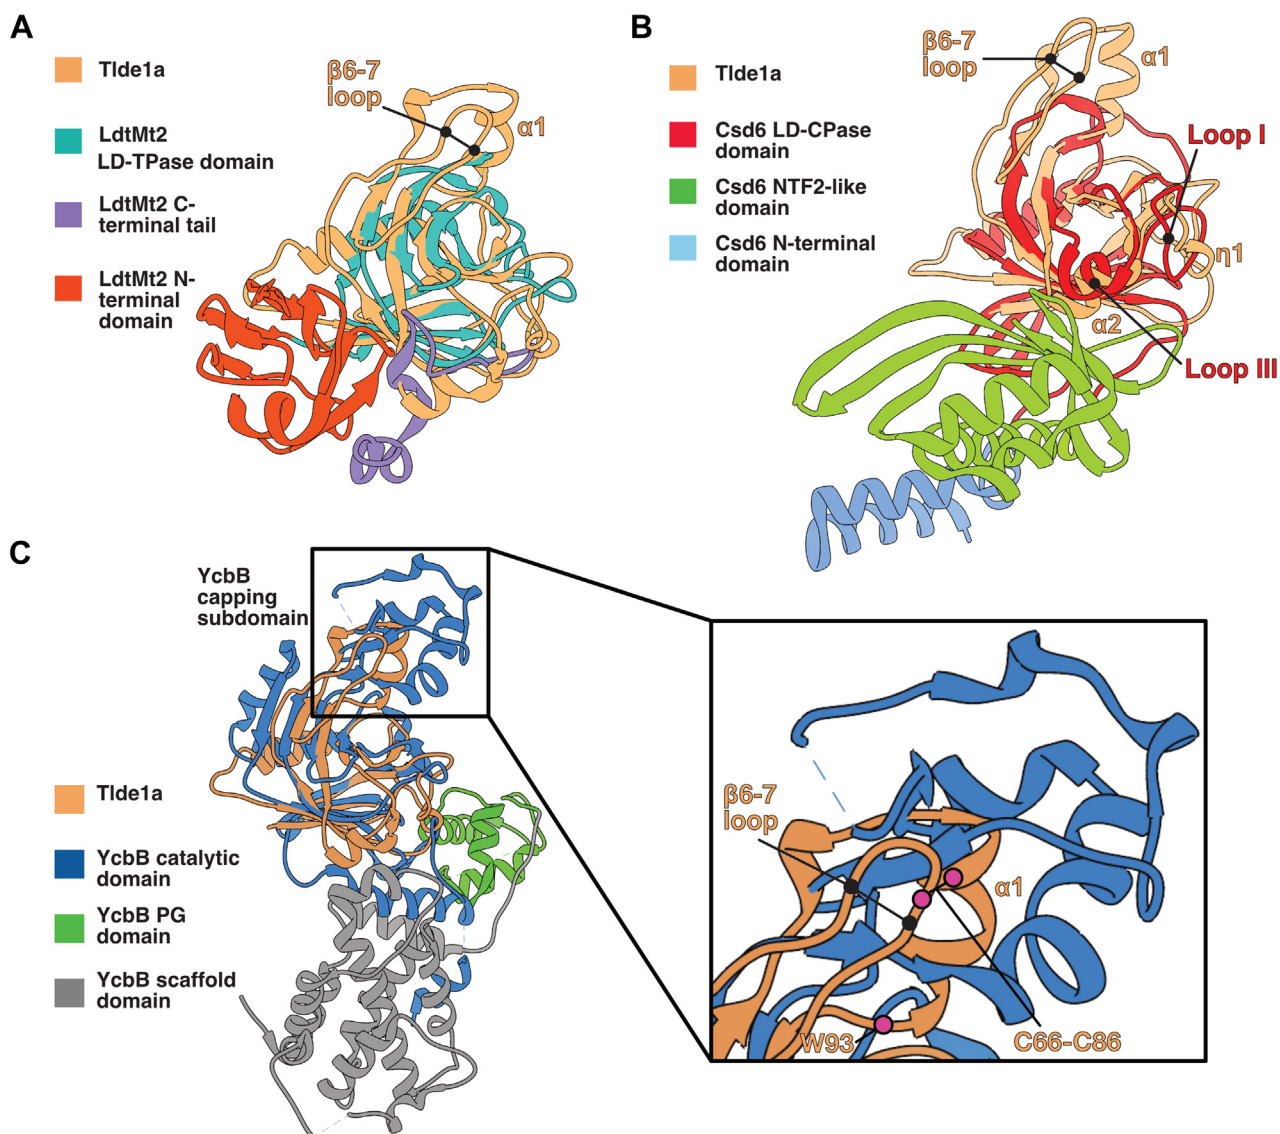 A
Tlde1a
LdtMt2
LD-TPase domain
LdtMt2 C-
terminal tail
LdtMt2 N-
terminal
domain
β6-7
loop
α1
B
Tlde1a
Csd6 LD-CPase
domain
Csd6 NTF2-like
domain
Csd6 N-terminal
domain
β6-7
loop
α1
Loop I
η1
α2
Loop III
C
YcbB
capping
subdomain
Tlde1a
YcbB catalytic
domain
YcbB PG
domain
YcbB scaffold
domain
β6-7
loop
α1
W93
C66-C86